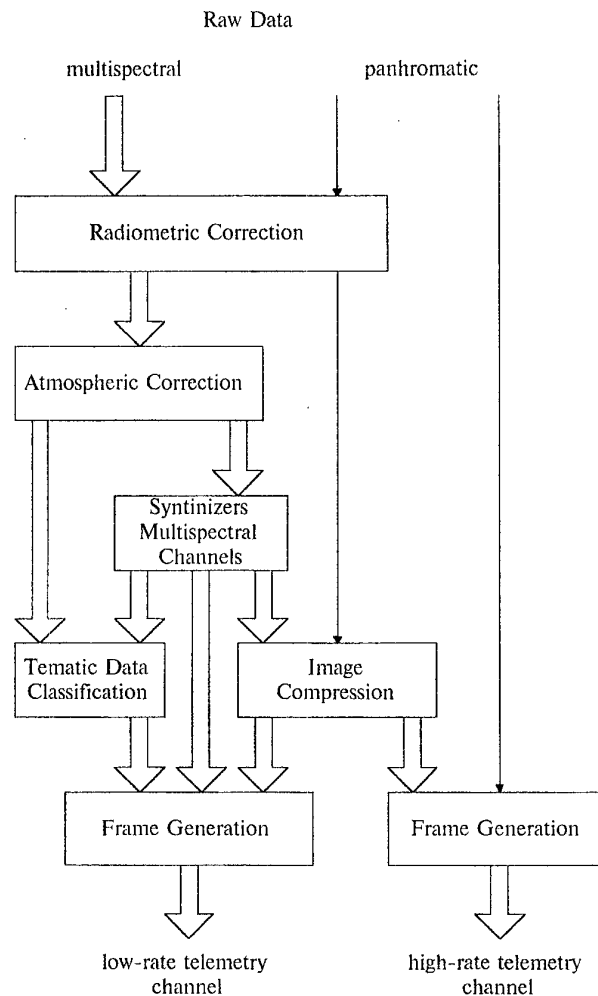 Raw Data
multispectral
panhromatic
Radiometric Correction
Atmospheric Correction
Syntinizers
Multispectral
Channels
Tematic Data
Classification
Image
Compression
Frame Generation
Frame Generation
low-rate telemetry
channel
high-rate telemetry
channel